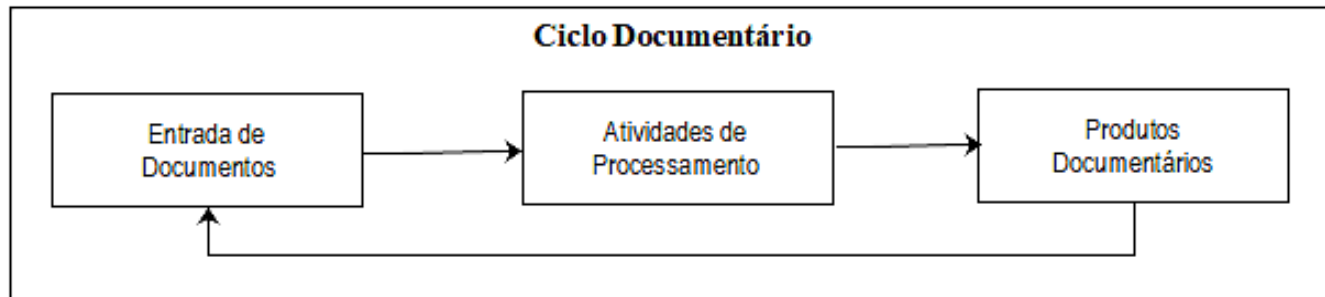 Ciclo Documentário
Entrada de
Documentos
Atividades de
Processamento
Produtos
Documentários